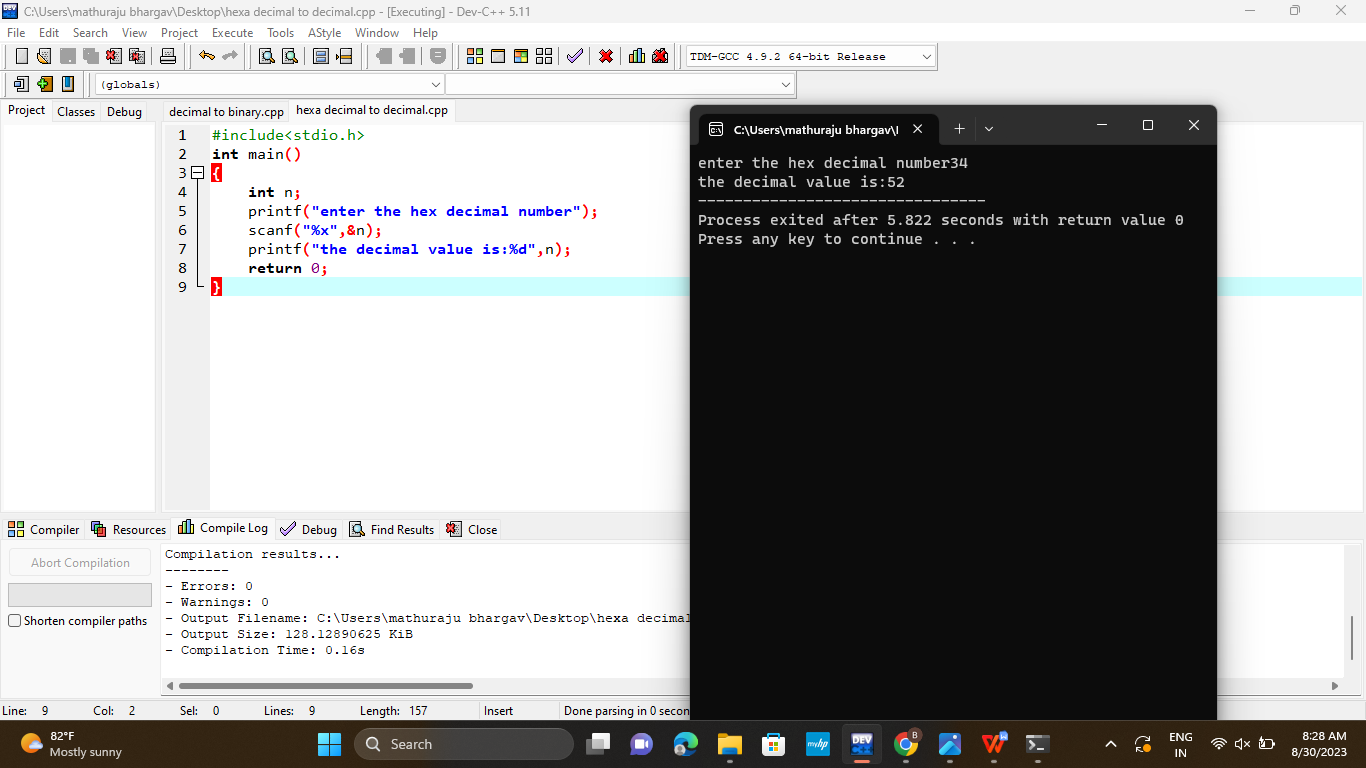 C:\Users\mathuraju bhargav\Desktop\hexa decimal to decimal.cpp - [Executing] - Dev-C++ 5.11
File Edit Search View Project Execute Tools AStyle Window Help
TDM-GCC 4.9.2 64-bit Release
(globals)
Project Classes Debug
decimal to binary.cpp hexa decimal to decimal.cpp
1 #include<stdio.h>
2 int main()
3 {
4 int n;
5 printf("enter the hex decimal number");
6 scanf("%x",&n);
7 printf("the decimal value is:%d",n);
8 return 0;
9 }
C:\Users\mathuraju bhargav\
enter the hex decimal number34
the decimal value is:52
--------------------------------
Process exited after 5.822 seconds with return value 0
Press any key to continue . . .
Compiler Resources Compile Log Debug Find Results Close
Abort Compilation
Shorten compiler paths
Compilation results...
--------
- Errors: 0
- Warnings: 0
- Output Filename: C:\Users\mathuraju bhargav\Desktop\hexa decimal
- Output Size: 128.12890625 KiB
- Compilation Time: 0.16s
Line: 9 Col: 2 Sel: 0 Lines: 9 Length: 157 Insert Done parsing in 0 secon
82°F
Mostly sunny
Search
DEV
B
ENG
IN
8:28 AM
8/30/2023